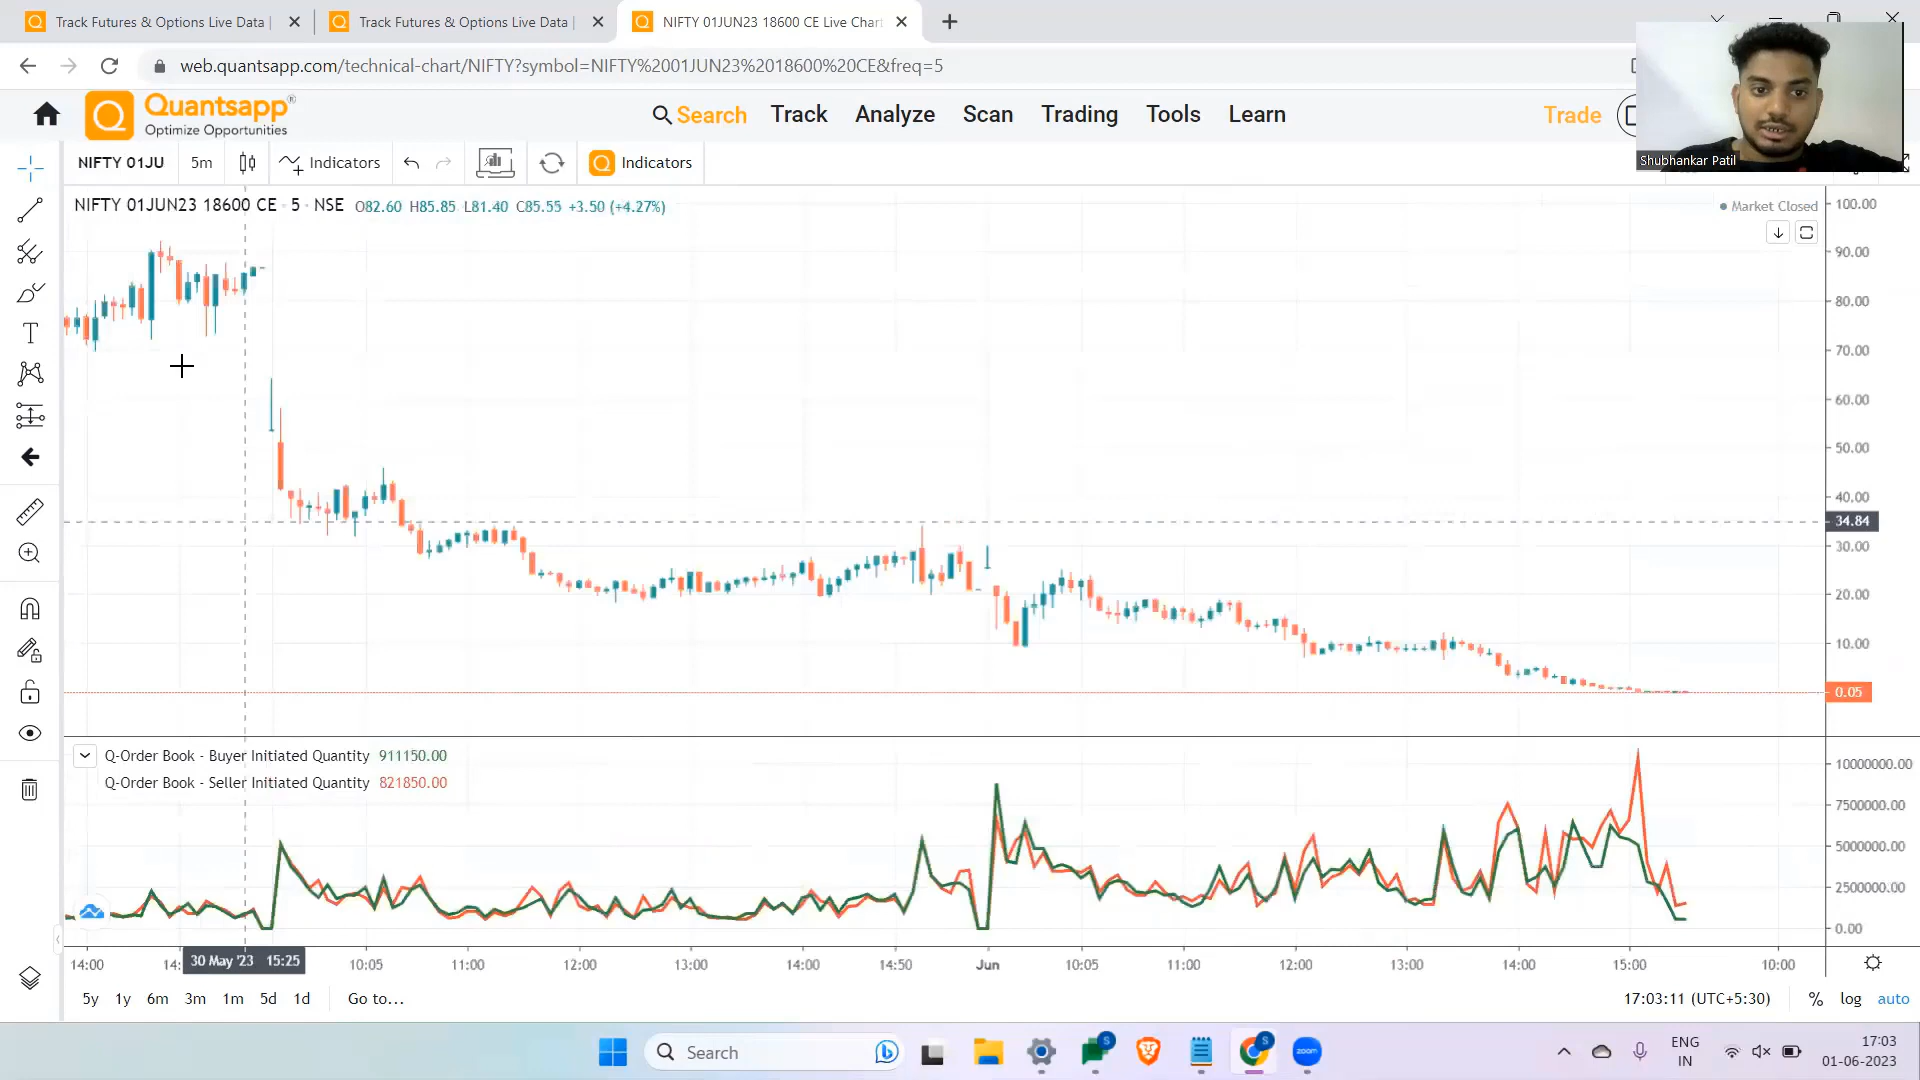 Track Futures & Options Live Data |
Track Futures & Options Live Data |
NIFTY 01JUN23 18600 CE Live Char
web.quantsapp.com/technical-chart/NIFTY?symbol=NIFTY%2001JUN23%2018600%20CE&freq=5
Quantsapp®
Optimize Opportunities
Search Track Analyze Scan Trading Tools Learn
Trade
Shubhankar Patil
NIFTY 01JU 5m Indicators Indicators
NIFTY 01JUN23 18600 CE · 5 · NSE O82.60 H85.85 L81.40 C85.55 +3.50 (+4.27%)
Market Closed
100.00
90.00
80.00
70.00
60.00
50.00
40.00
34.84
30.00
20.00
10.00
0.05
Q-Order Book - Buyer Initiated Quantity 911150.00
Q-Order Book - Seller Initiated Quantity 821850.00
10000000.00
7500000.00
5000000.00
2500000.00
0.00
14:00 14: 30 May '23 15:25 10:05 11:00 12:00 13:00 14:00 14:50 Jun 10:05 11:00 12:00 13:00 14:00 15:00 10:00
5y 1y 6m 3m 1m 5d 1d Go to... 17:03:11 (UTC+5:30) % log auto
Search
zoom
ENG
IN
17:03
01-06-2023